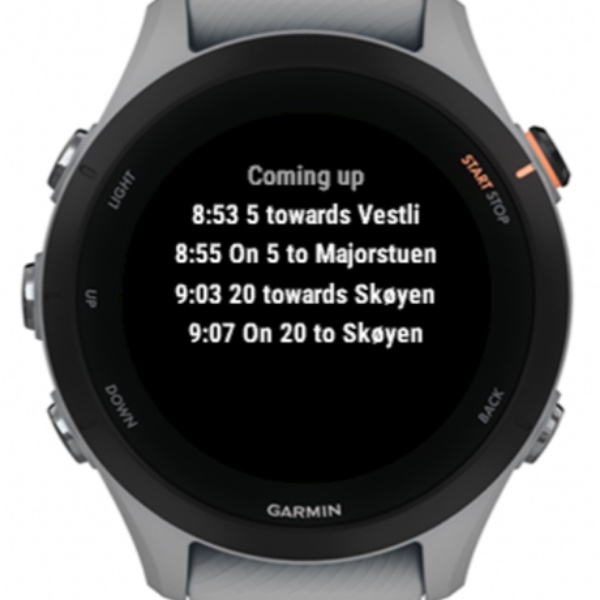 Coming up
8:53 5 towards Vestli
8:55 On 5 to Majorstuen
9:03 20 towards Skøyen
9:07 On 20 to Skøyen
LIGHT
START STOP
UP
DOWN
BACK
GARMIN